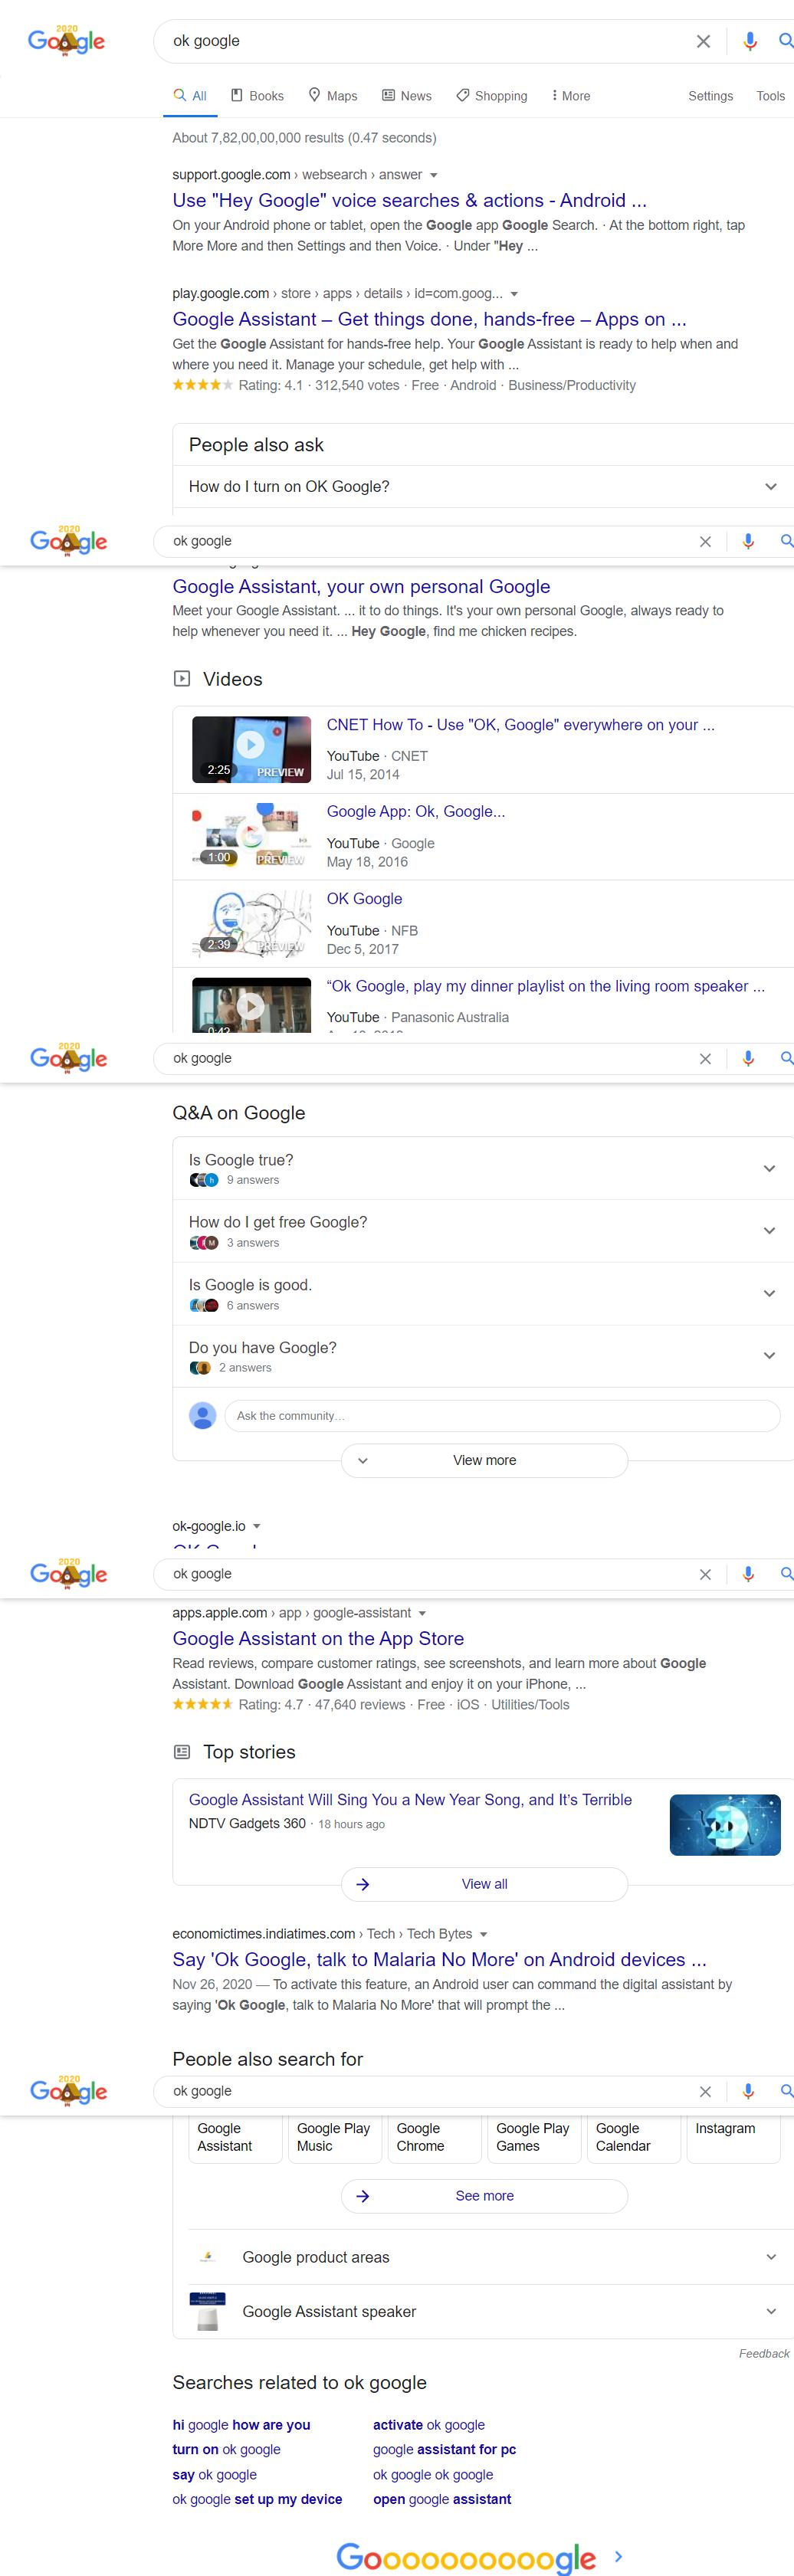 2020
Google
ok google
All
Books
Maps
News
Shopping
More
Settings
Tools
About 7,82,00,00,000 results (0.47 seconds)
support.google.com › websearch › answer
Use "Hey Google" voice searches & actions - Android ...
On your Android phone or tablet, open the Google app Google Search. · At the bottom right, tap
More More and then Settings and then Voice. · Under "Hey ...
play.google.com › store › apps › details › id=com.goog...
Google Assistant – Get things done, hands-free – Apps on ...
Get the Google Assistant for hands-free help. Your Google Assistant is ready to help when and
where you need it. Manage your schedule, get help with ...
Rating: 4.1 · 312,540 votes · Free · Android · Business/Productivity
People also ask
How do I turn on OK Google?
2020
Google
ok google
Google Assistant, your own personal Google
Meet your Google Assistant. ... it to do things. It's your own personal Google, always ready to
help whenever you need it. ... Hey Google, find me chicken recipes.
Videos
CNET How To - Use "OK, Google" everywhere on your ...
YouTube · CNET
Jul 15, 2014
2:25
PREVIEW
Google App: Ok, Google...
YouTube · Google
May 18, 2016
1:00
PREVIEW
OK Google
YouTube · NFB
Dec 5, 2017
2:39
PREVIEW
“Ok Google, play my dinner playlist on the living room speaker ...
YouTube · Panasonic Australia
0:42
2020
Google
ok google
Q&A on Google
Is Google true?
h
9 answers
How do I get free Google?
M
3 answers
Is Google is good.
6 answers
Do you have Google?
2 answers
Ask the community...
View more
ok-google.io
2020
Google
ok google
apps.apple.com › app › google-assistant
Google Assistant on the App Store
Read reviews, compare customer ratings, see screenshots, and learn more about Google
Assistant. Download Google Assistant and enjoy it on your iPhone, ...
Rating: 4.7 · 47,640 reviews · Free · iOS · Utilities/Tools
Top stories
Google Assistant Will Sing You a New Year Song, and It’s Terrible
NDTV Gadgets 360 · 18 hours ago
View all
economictimes.indiatimes.com › Tech › Tech Bytes
Say 'Ok Google, talk to Malaria No More' on Android devices ...
Nov 26, 2020 — To activate this feature, an Android user can command the digital assistant by
saying 'Ok Google, talk to Malaria No More' that will prompt the ...
People also search for
2020
Google
ok google
Google Assistant
Google Play Music
Google Chrome
Google Play Games
Google Calendar
Instagram
See more
Google product areas
Google Assistant speaker
Feedback
Searches related to ok google
hi google how are you
activate ok google
turn on ok google
google assistant for pc
say ok google
ok google ok google
ok google set up my device
open google assistant
Goooooooooogle